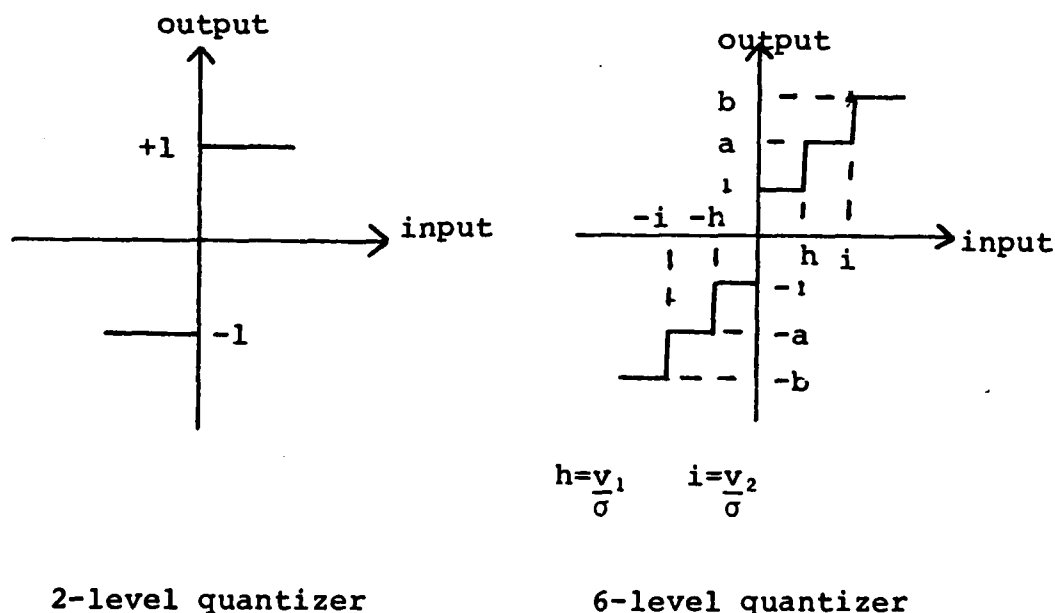 output
+1
input
-1
2-level quantizer
output
b
a
1
-i -h
input
h i
-1
-a
-b
h=v₁/σ i=v₂/σ
6-level quantizer